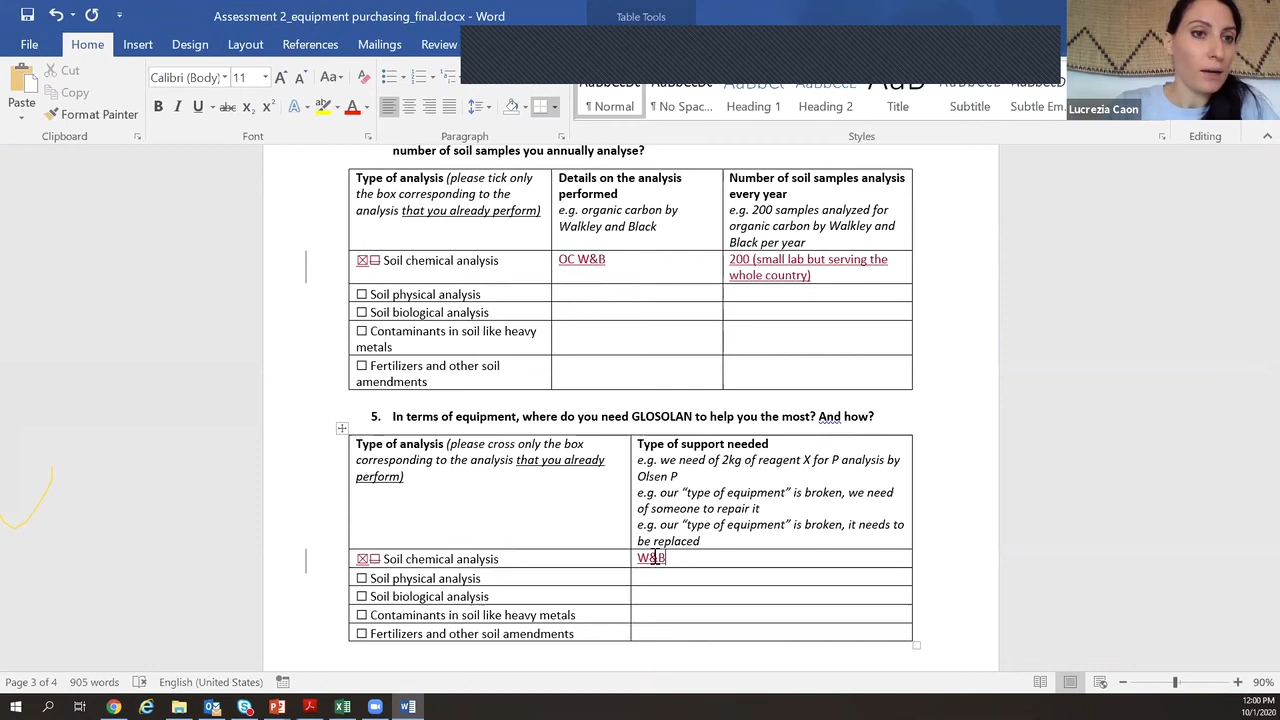 Assessment 2_equipment purchasing_final.docx - Word
Table Tools
File Home Insert Design Layout References Mailings Review
Paste
Cut
Copy
Format Painter
Calibri (Body) 11
Clipboard Font Paragraph Styles Editing
¶ Normal
¶ No Spac...
Heading 1
Heading 2
Title
Subtitle
Subtle Em...
Lucrezia Caon
number of soil samples you annually analyse?
Type of analysis (please tick only
the box corresponding to the
analysis that you already perform)
Details on the analysis
performed
e.g. organic carbon by
Walkley and Black
Number of soil samples analysis
every year
e.g. 200 samples analyzed for
organic carbon by Walkley and
Black per year
☒☐ Soil chemical analysis
OC W&B
200 (small lab but serving the
whole country)
☐ Soil physical analysis
☐ Soil biological analysis
☐ Contaminants in soil like heavy
metals
☐ Fertilizers and other soil
amendments
5. In terms of equipment, where do you need GLOSOLAN to help you the most? And how?
Type of analysis (please cross only the box
corresponding to the analysis that you already
perform)
Type of support needed
e.g. we need of 2kg of reagent X for P analysis by
Olsen P
e.g. our “type of equipment” is broken, we need
of someone to repair it
e.g. our “type of equipment” is broken, it needs to
be replaced
☒☐ Soil chemical analysis
W&B
☐ Soil physical analysis
☐ Soil biological analysis
☐ Contaminants in soil like heavy metals
☐ Fertilizers and other soil amendments
Page 3 of 4 905 words English (United States) 90%
12:00 PM
10/1/2020